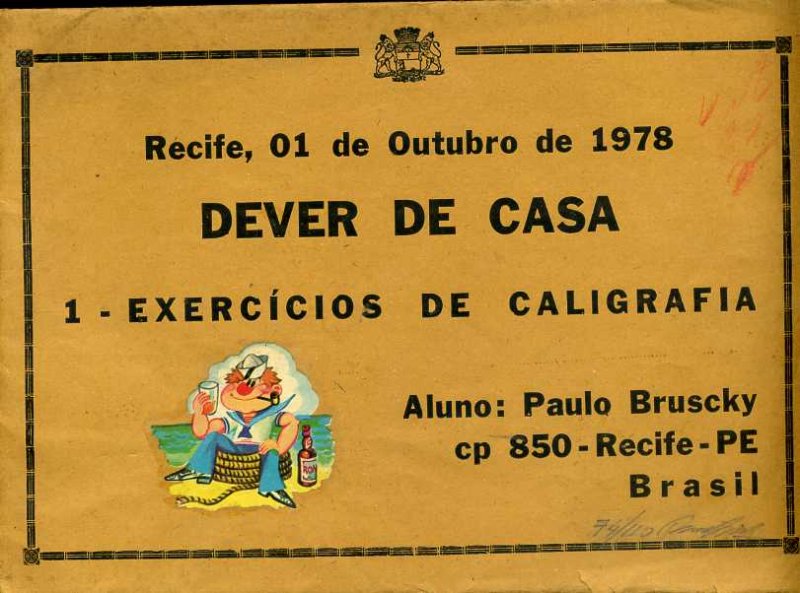 Recife, 01 de Outubro de 1978
DEVER DE CASA
1 - EXERCÍCIOS DE CALIGRAFIA
Aluno: Paulo Bruscky
cp 850 - Recife - PE
Brasil